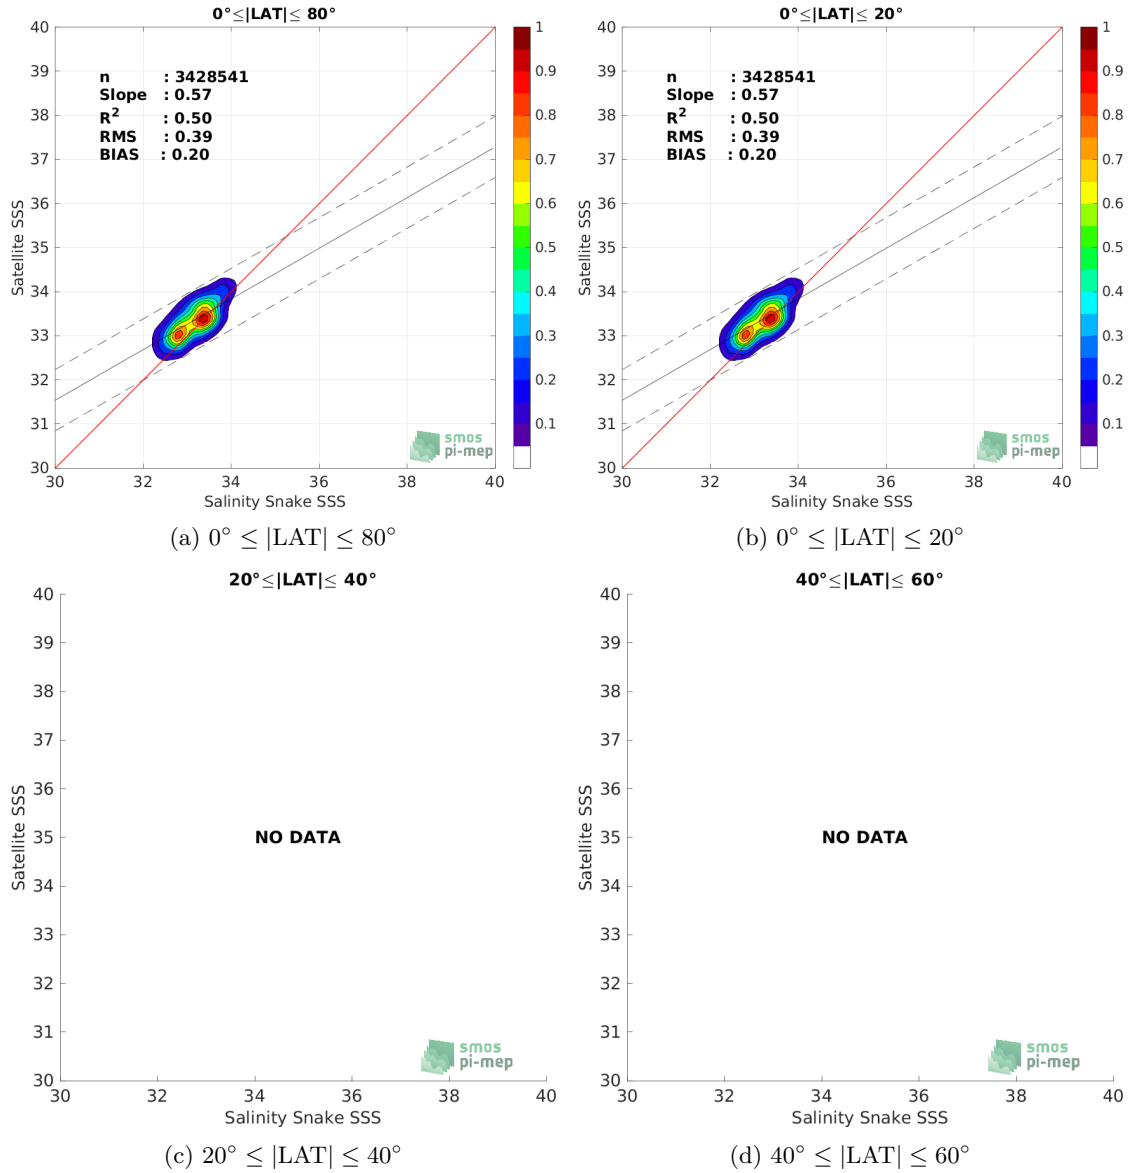 0°≤|LAT|≤ 80°
40
39
38
37
36
35
34
33
32
31
30
Satellite SSS
n : 3428541
Slope : 0.57
R² : 0.50
RMS : 0.39
BIAS : 0.20
smos
pi-mep
30 32 34 36 38 40
Salinity Snake SSS
1
0.9
0.8
0.7
0.6
0.5
0.4
0.3
0.2
0.1
(a) 0° ≤ |LAT| ≤ 80°
0°≤|LAT|≤ 20°
40
39
38
37
36
35
34
33
32
31
30
Satellite SSS
n : 3428541
Slope : 0.57
R² : 0.50
RMS : 0.39
BIAS : 0.20
smos
pi-mep
30 32 34 36 38 40
Salinity Snake SSS
1
0.9
0.8
0.7
0.6
0.5
0.4
0.3
0.2
0.1
(b) 0° ≤ |LAT| ≤ 20°
20°≤|LAT|≤ 40°
40
39
38
37
36
35
34
33
32
31
30
Satellite SSS
NO DATA
smos
pi-mep
30 32 34 36 38 40
Salinity Snake SSS
(c) 20° ≤ |LAT| ≤ 40°
40°≤|LAT|≤ 60°
40
39
38
37
36
35
34
33
32
31
30
Satellite SSS
NO DATA
smos
pi-mep
30 32 34 36 38 40
Salinity Snake SSS
(d) 40° ≤ |LAT| ≤ 60°